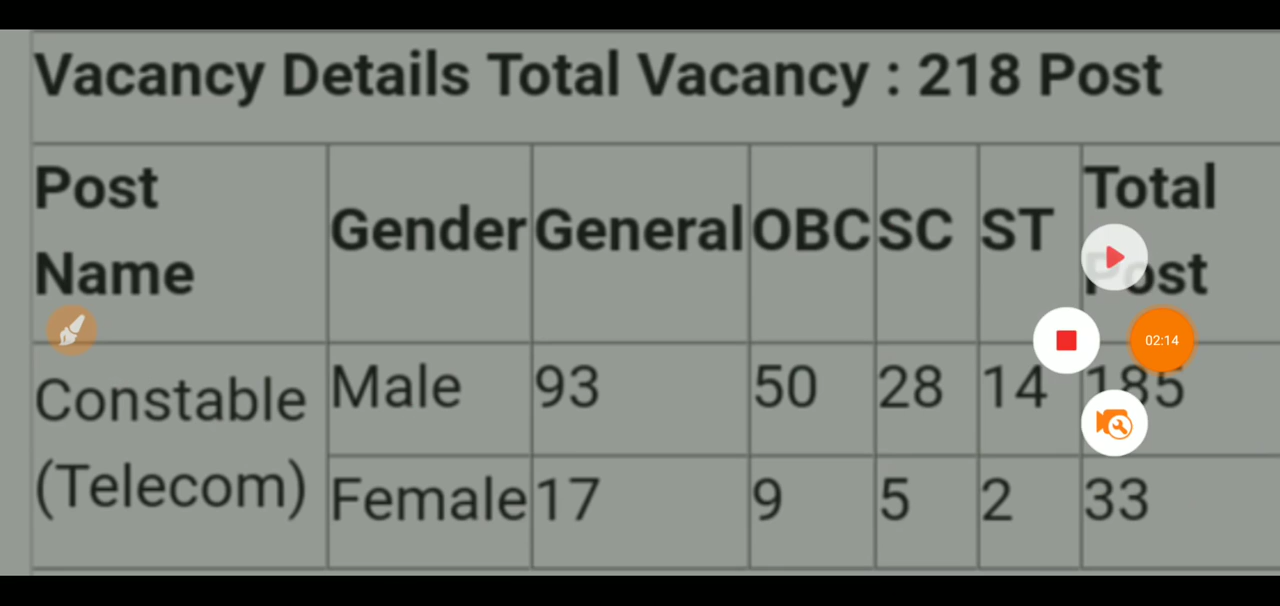 Vacancy Details Total Vacancy : 218 Post
Post Name Gender General OBC SC ST Total Post
Constable (Telecom) Male 93 50 28 14 185
Female 17 9 5 2 33
02:14